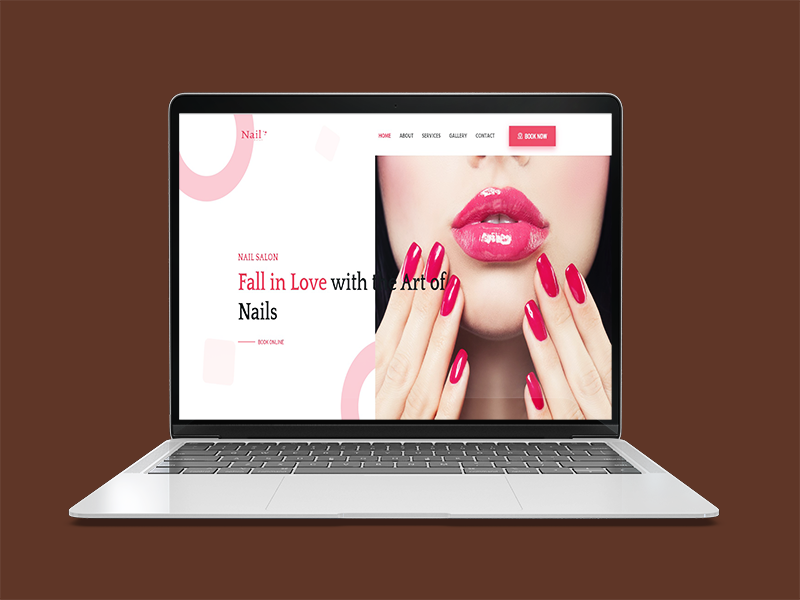 Nail
HOME ABOUT SERVICES GALLERY CONTACT BOOK NOW
NAIL SALON
Fall in Love with the Art of
Nails
BOOK ONLINE